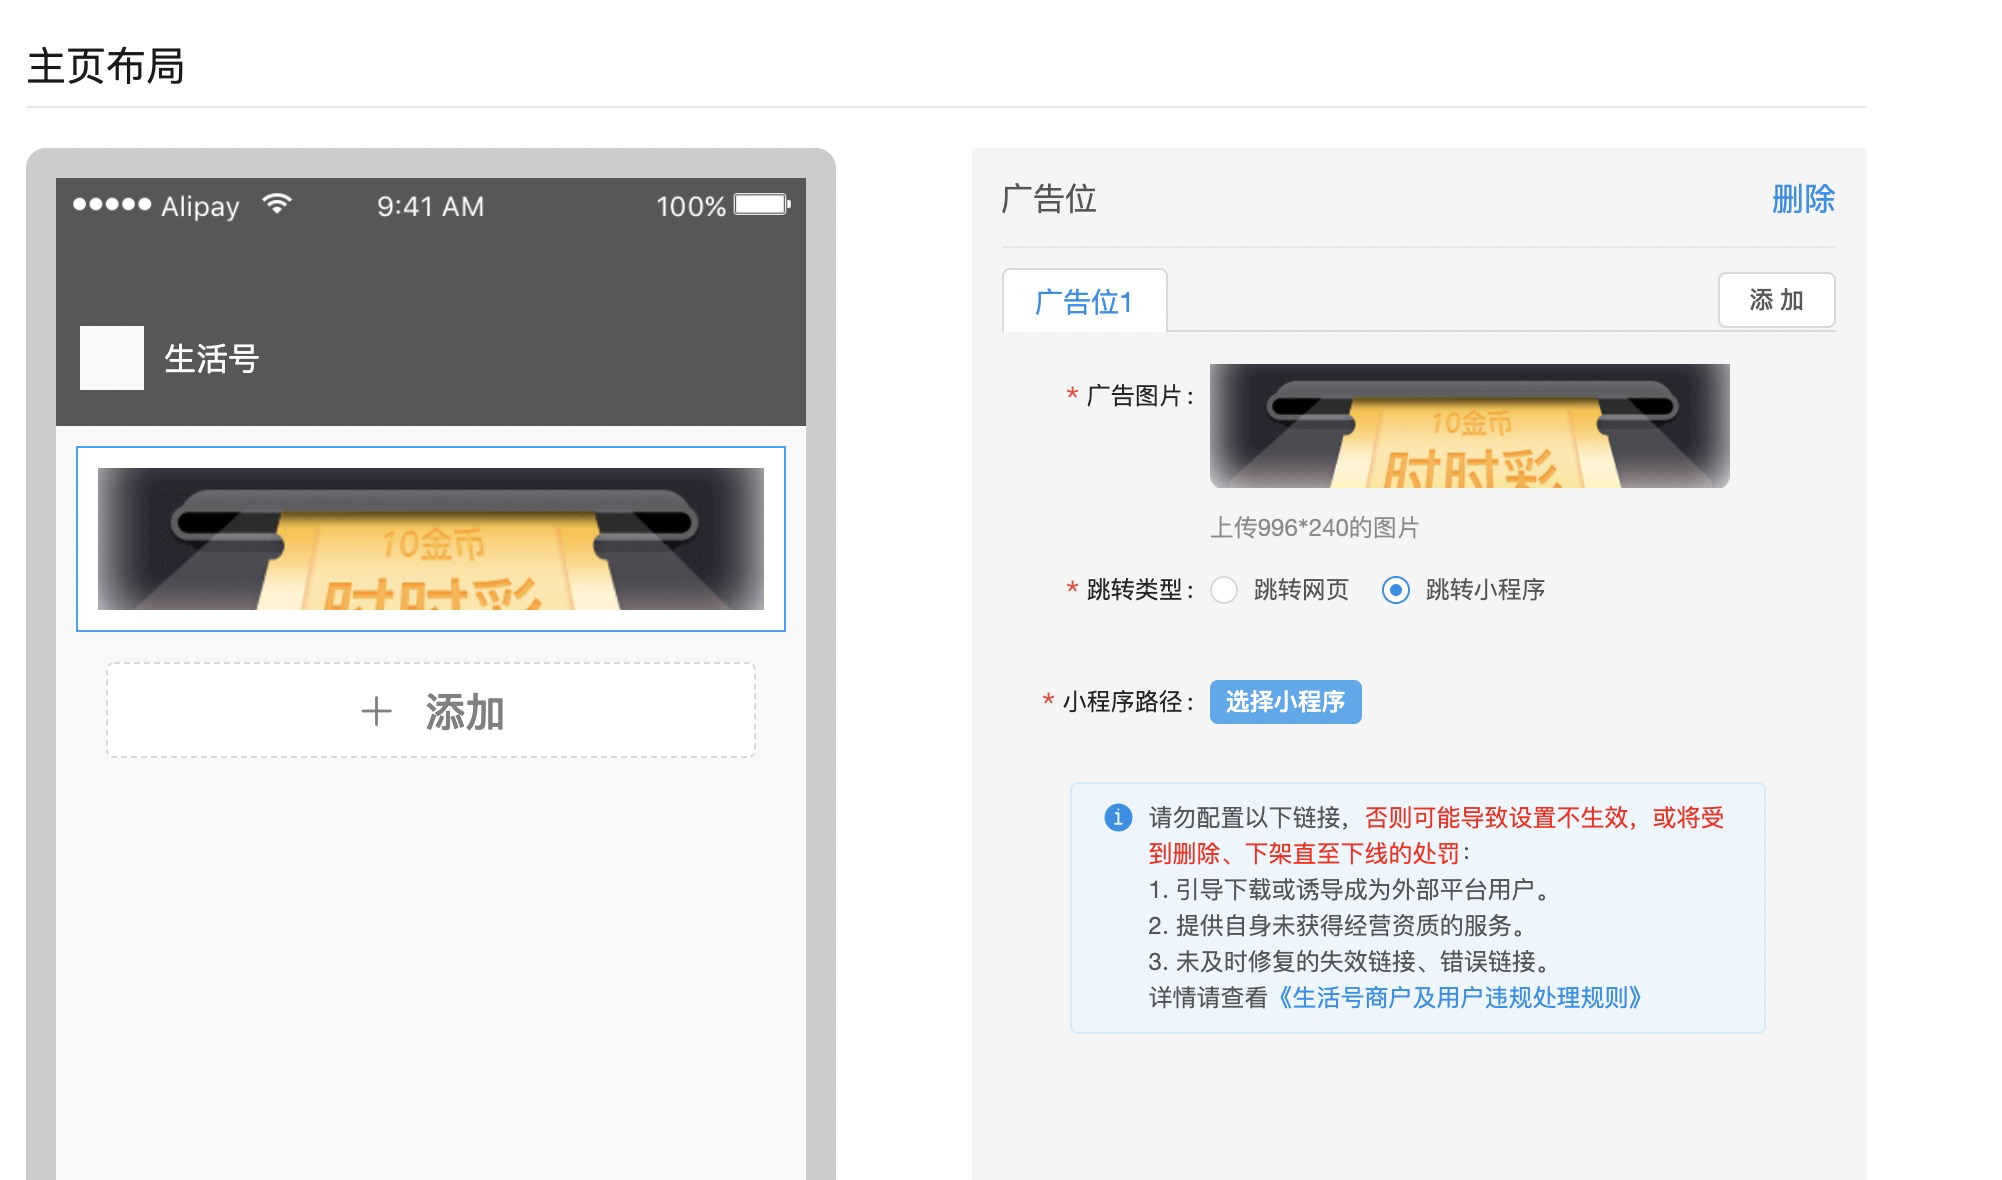 主页布局
Alipay 9:41 AM 100%
生活号
10金币
时时彩
+ 添加
广告位 删除
广告位1 添 加
* 广告图片:
10金币
时时彩
上传996*240的图片
* 跳转类型: 跳转网页 跳转小程序
* 小程序路径: 选择小程序
请勿配置以下链接，否则可能导致设置不生效，或将受
到删除、下架直至下线的处罚：
1. 引导下载或诱导成为外部平台用户。
2. 提供自身未获得经营资质的服务。
3. 未及时修复的失效链接、错误链接。
详情请查看《生活号商户及用户违规处理规则》